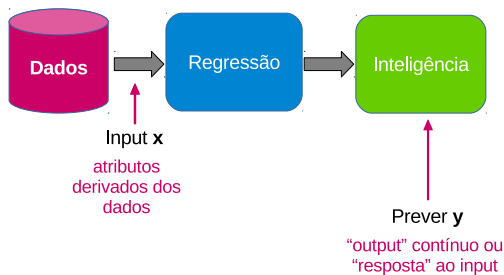 Dados
Regressão
Inteligência
Input x
atributos
derivados dos
dados
Prever y
“output” contínuo ou
“resposta” ao input